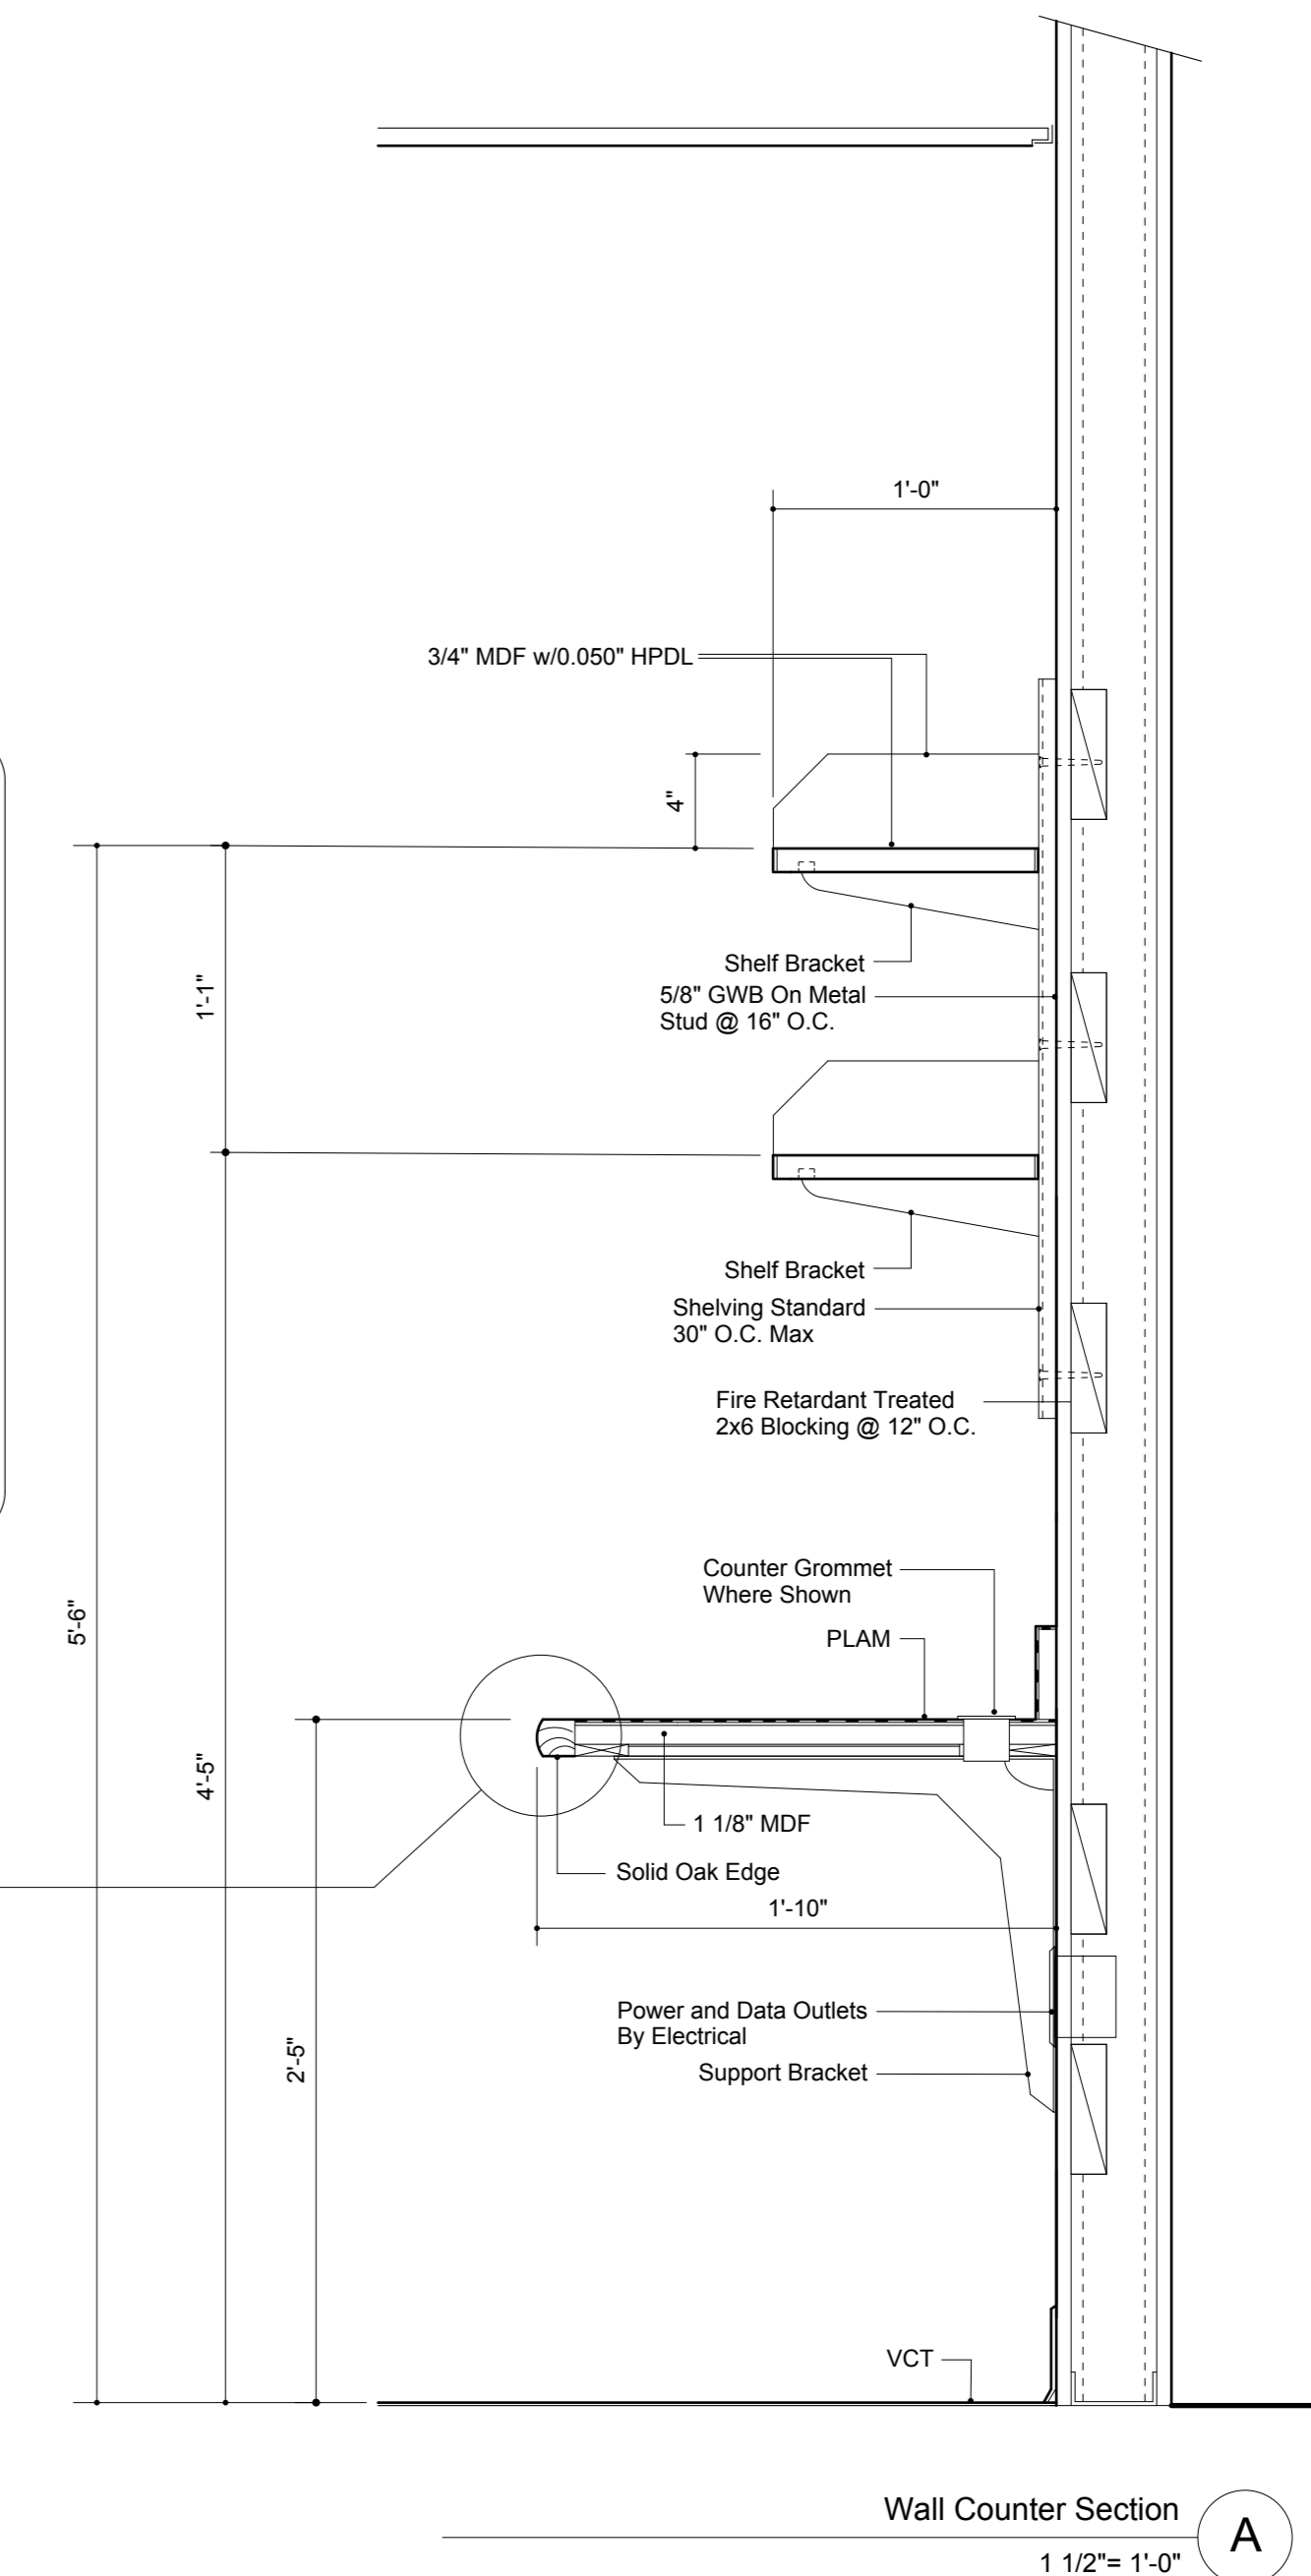 1'-0"
3/4" MDF w/0.050" HPDL
4"
Shelf Bracket
5/8" GWB On Metal
Stud @ 16" O.C.
1'-1"
Shelf Bracket
Shelving Standard
30" O.C. Max
Fire Retardant Treated
2x6 Blocking @ 12" O.C.
Counter Grommet
Where Shown
PLAM
5'-6"
4'-5"
1 1/8" MDF
Solid Oak Edge
1'-10"
Power and Data Outlets
By Electrical
2'-5"
Support Bracket
VCT
Wall Counter Section
A
1 1/2"= 1'-0"